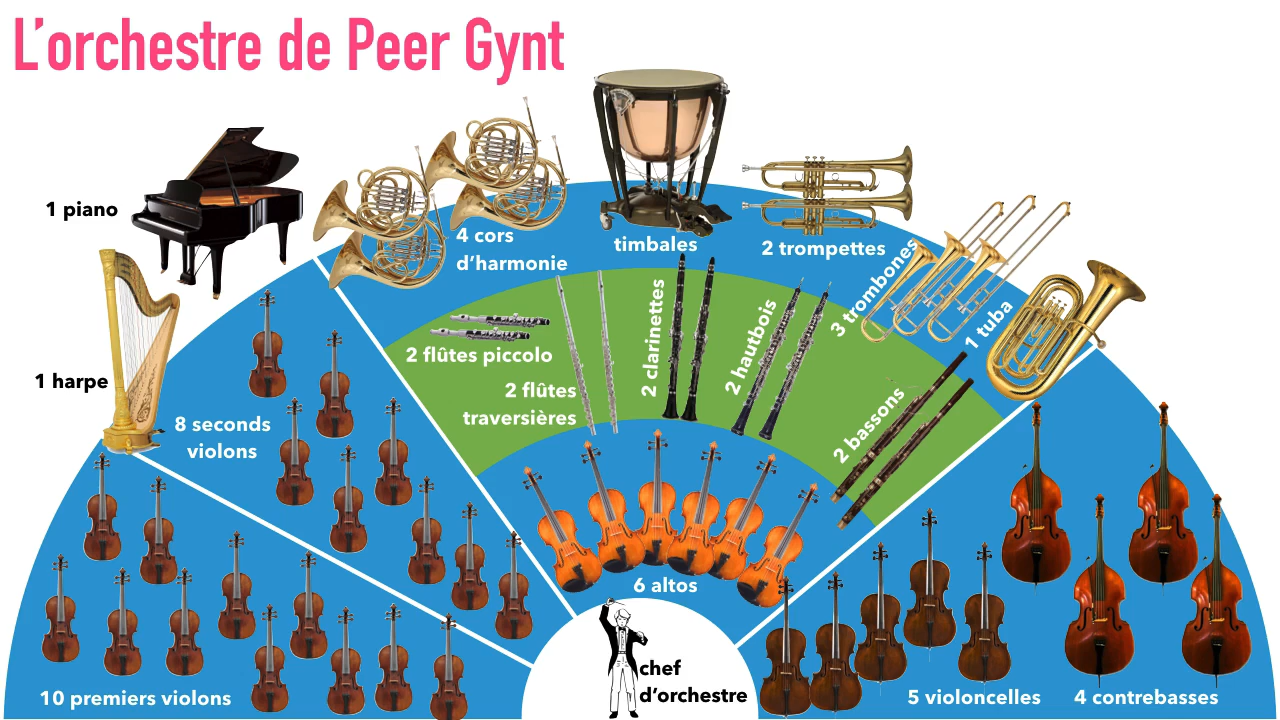 L’orchestre de Peer Gynt
1 piano
4 cors
d’harmonie
timbales
2 trompettes
3 trombones
1 tuba
1 harpe
2 flûtes piccolo
2 flûtes
traversières
2 clarinettes
2 hautbois
2 bassons
8 seconds
violons
6 altos
10 premiers violons
chef
d’orchestre
5 violoncelles
4 contrebasses